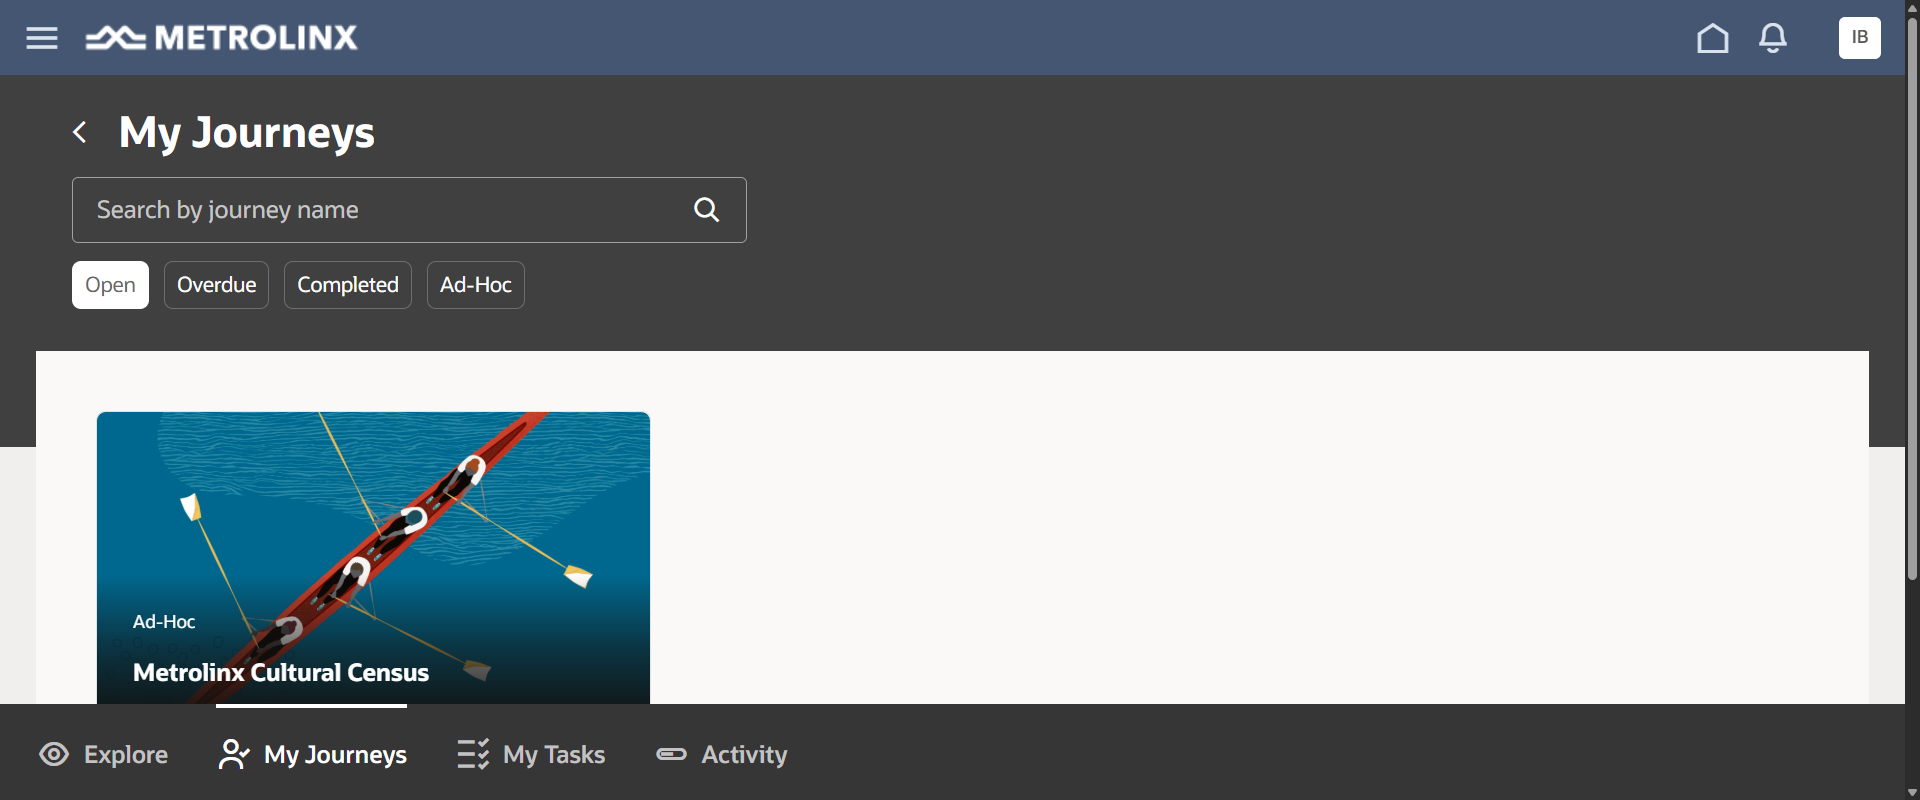 METROLINX
IB
My Journeys
Search by journey name
Open Overdue Completed Ad-Hoc
Ad-Hoc
Metrolinx Cultural Census
Explore My Journeys My Tasks Activity